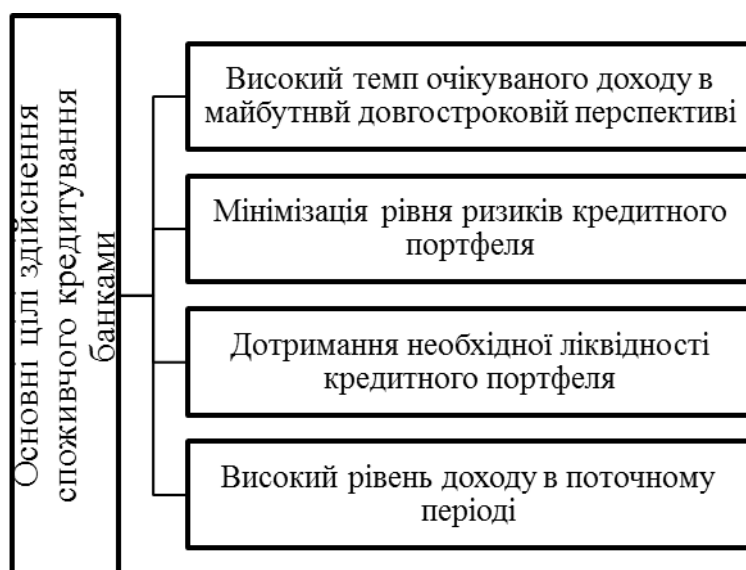 Основні цілі здійснення
споживчого кредитування
банками
Високий темп очікуваного доходу в
майбутнвй довгостроковій перспективі
Мінімізація рівня ризиків кредитного
портфеля
Дотримання необхідної ліквідності
кредитного портфеля
Високий рівень доходу в поточному
періоді